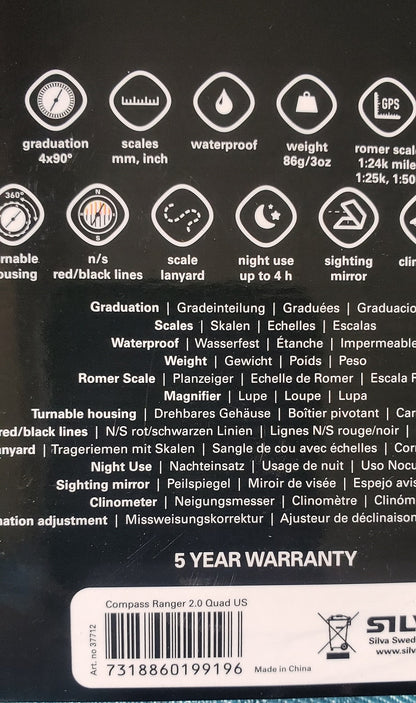 graduation
4x90°
scales
mm, inch
waterproof
weight
86g/3oz
GPS
romer scale
1:24k mile
1:25k, 1:50
360°
rnable
ousing
N
S
n/s
red/black lines
scale
lanyard
night use
up to 4 h
sighting
mirror
clin
Graduation | Gradeinteilung | Graduées | Graduacio
Scales | Skalen | Echelles | Escalas
Waterproof | Wasserfest | Étanche | Impermeable
Weight | Gewicht | Poids | Peso
Romer Scale | Planzeiger | Echelle de Romer | Escala R
Magnifier | Lupe | Loupe | Lupa
Turnable housing | Drehbares Gehäuse | Boîtier pivotant | Car
red/black lines | N/S rot/schwarzen Linien | Lignes N/S rouge/noir |
anyard | Trageriemen mit Skalen | Sangle de cou avec échelles | Cor
Night Use | Nachteinsatz | Usage de nuit | Uso Noct
Sighting mirror | Peilspiegel | Miroir de visée | Espejo avis
Clinometer | Neigungsmesser | Clinomètre | Clinóm
nation adjustment | Missweisungskorrektur | Ajusteur de déclinaison
5 YEAR WARRANTY
Compass Ranger 2.0 Quad US
Art. no 37712
7318860199196
Made in China
SILV
Silva Swed
www.silv